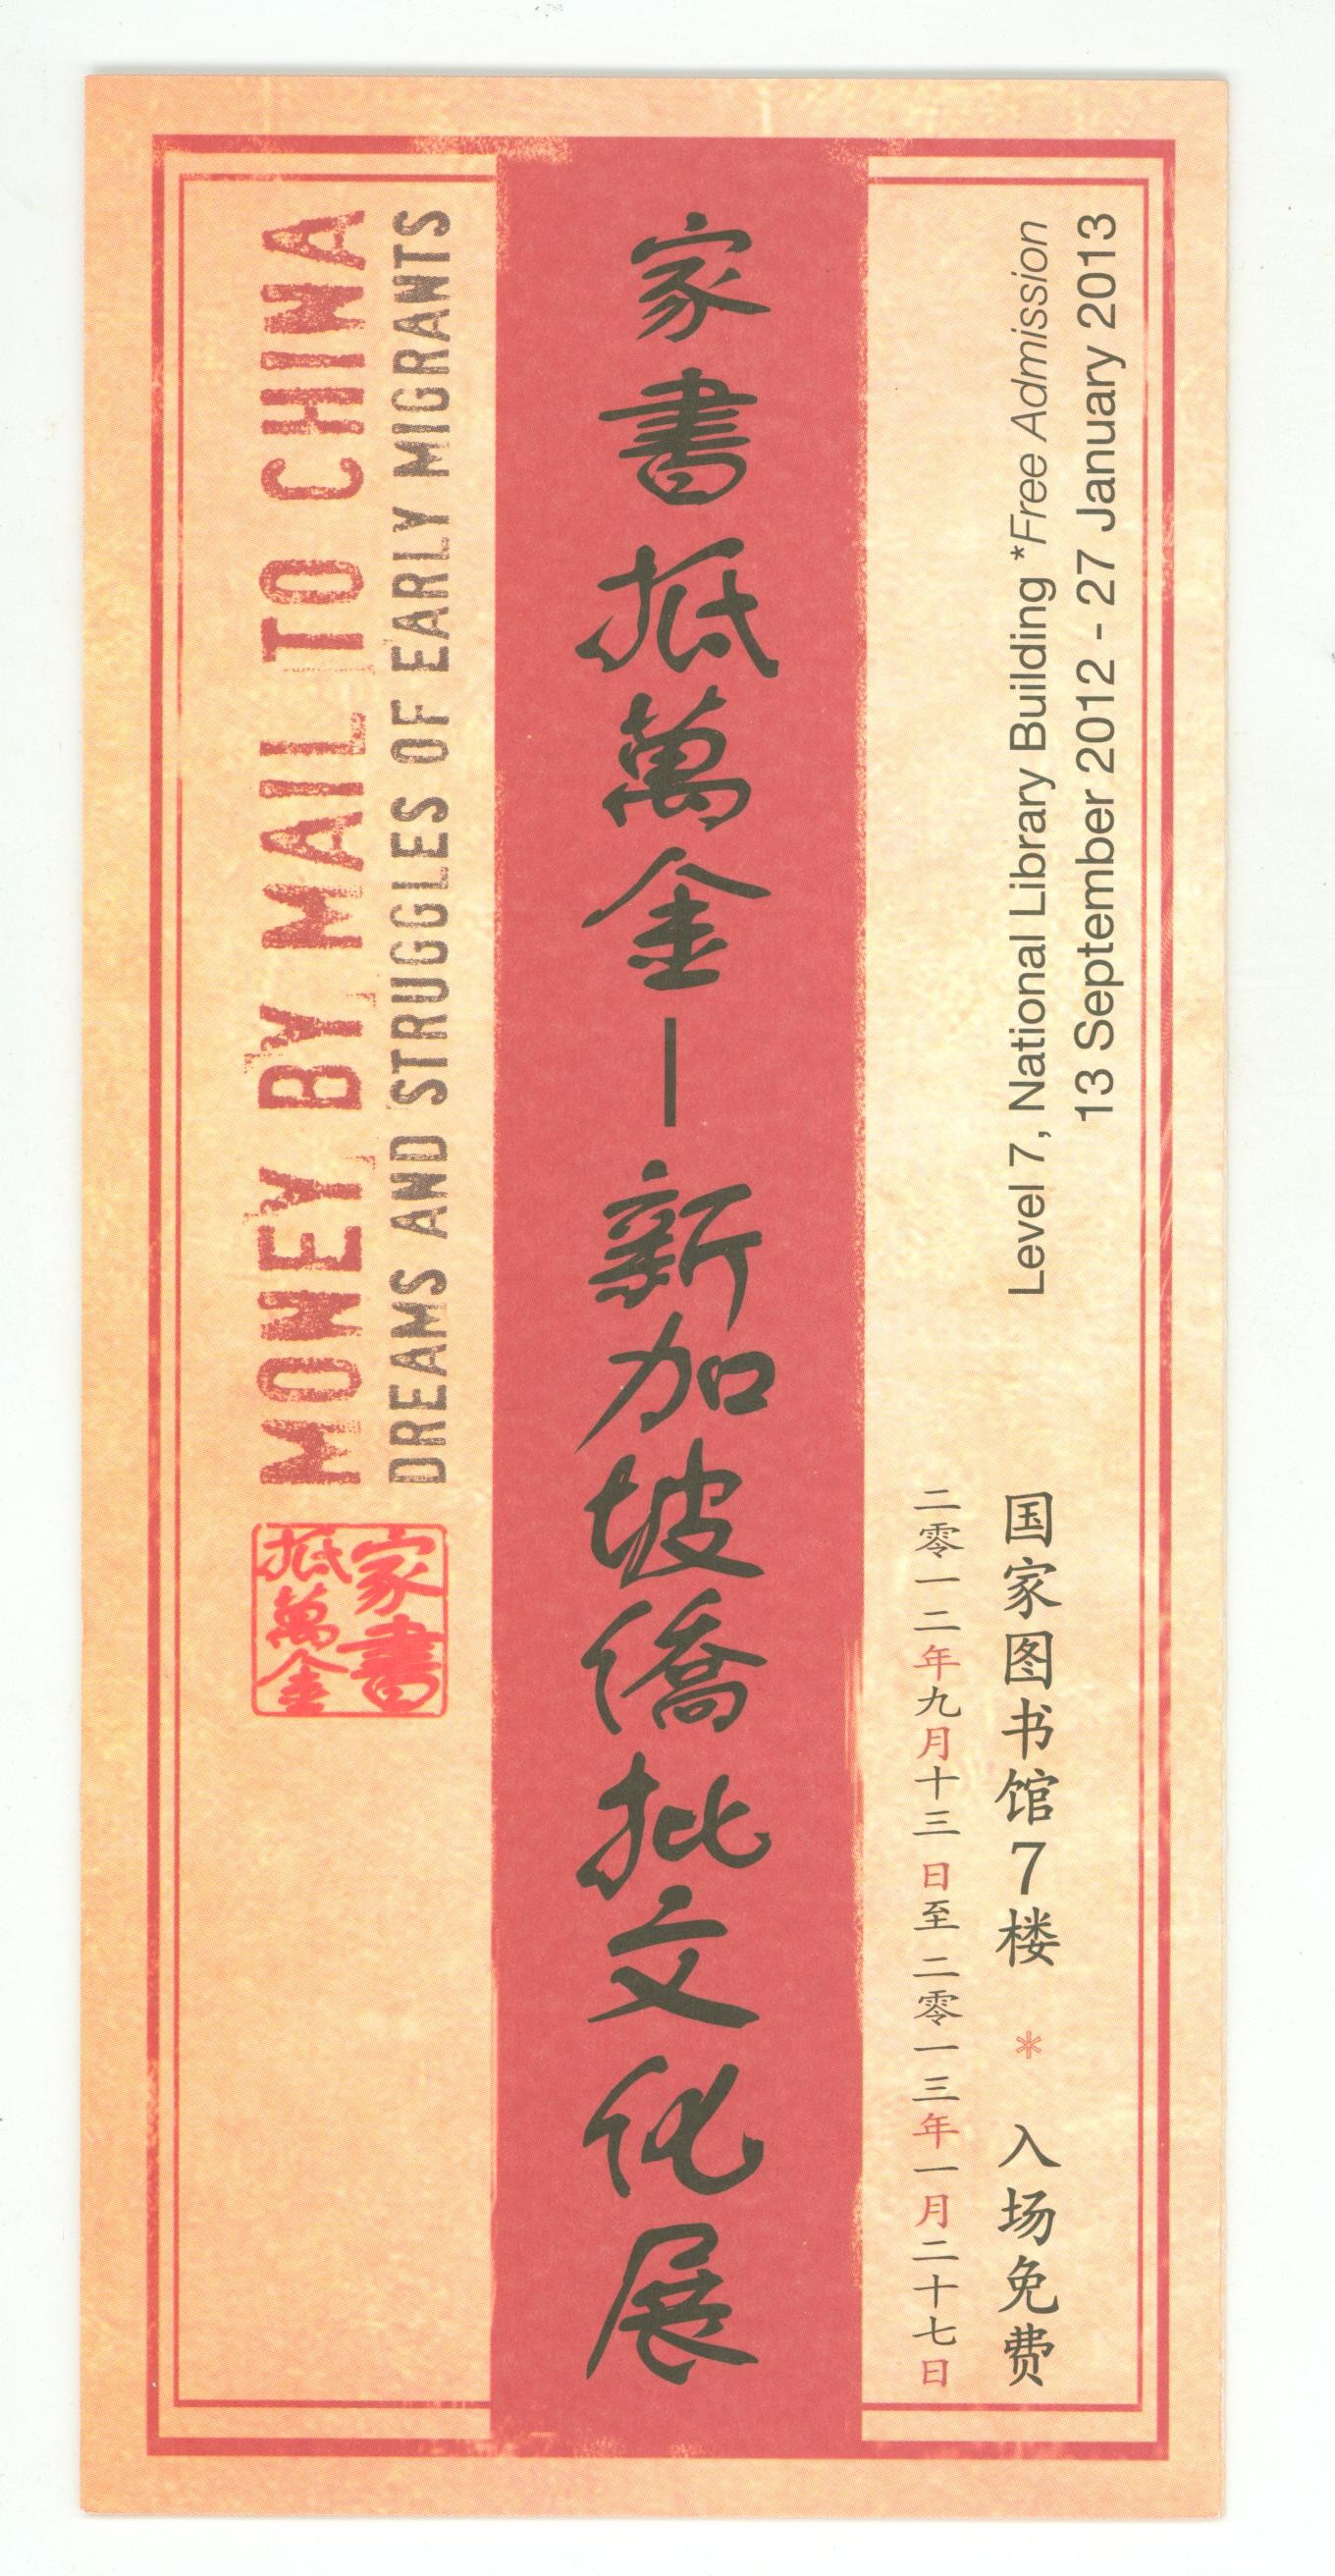 MONEY BY MAIL TO CHINA
DREAMS AND STRUGGLES OF EARLY MIGRANTS
家書
抵萬金
家書抵萬金—新加坡僑批文化展
Level 7, National Library Building *Free Admission
13 September 2012 - 27 January 2013
国家图书馆7楼 * 入场免费
二零一二年九月十三日至二零一三年一月二十七日